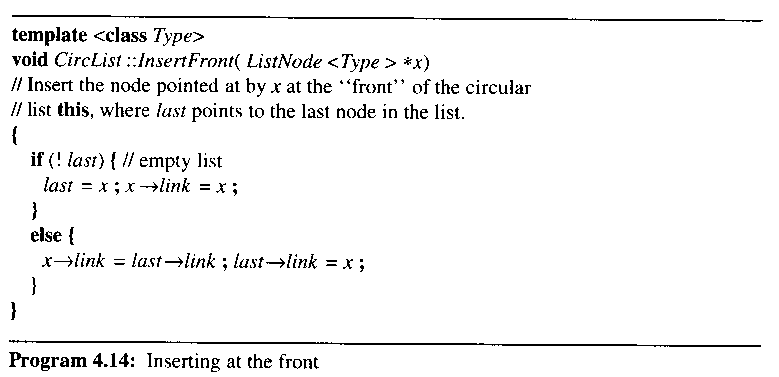 template <class Type>
void CircList ::InsertFront( ListNode <Type > *x)
// Insert the node pointed at by x at the ‘‘front’’ of the circular
// list this, where last points to the last node in the list.
{
if (! last) { // empty list
last = x ; x→link = x ;
}
else {
x→link = last→link ; last→link = x ;
}
}
Program 4.14: Inserting at the front